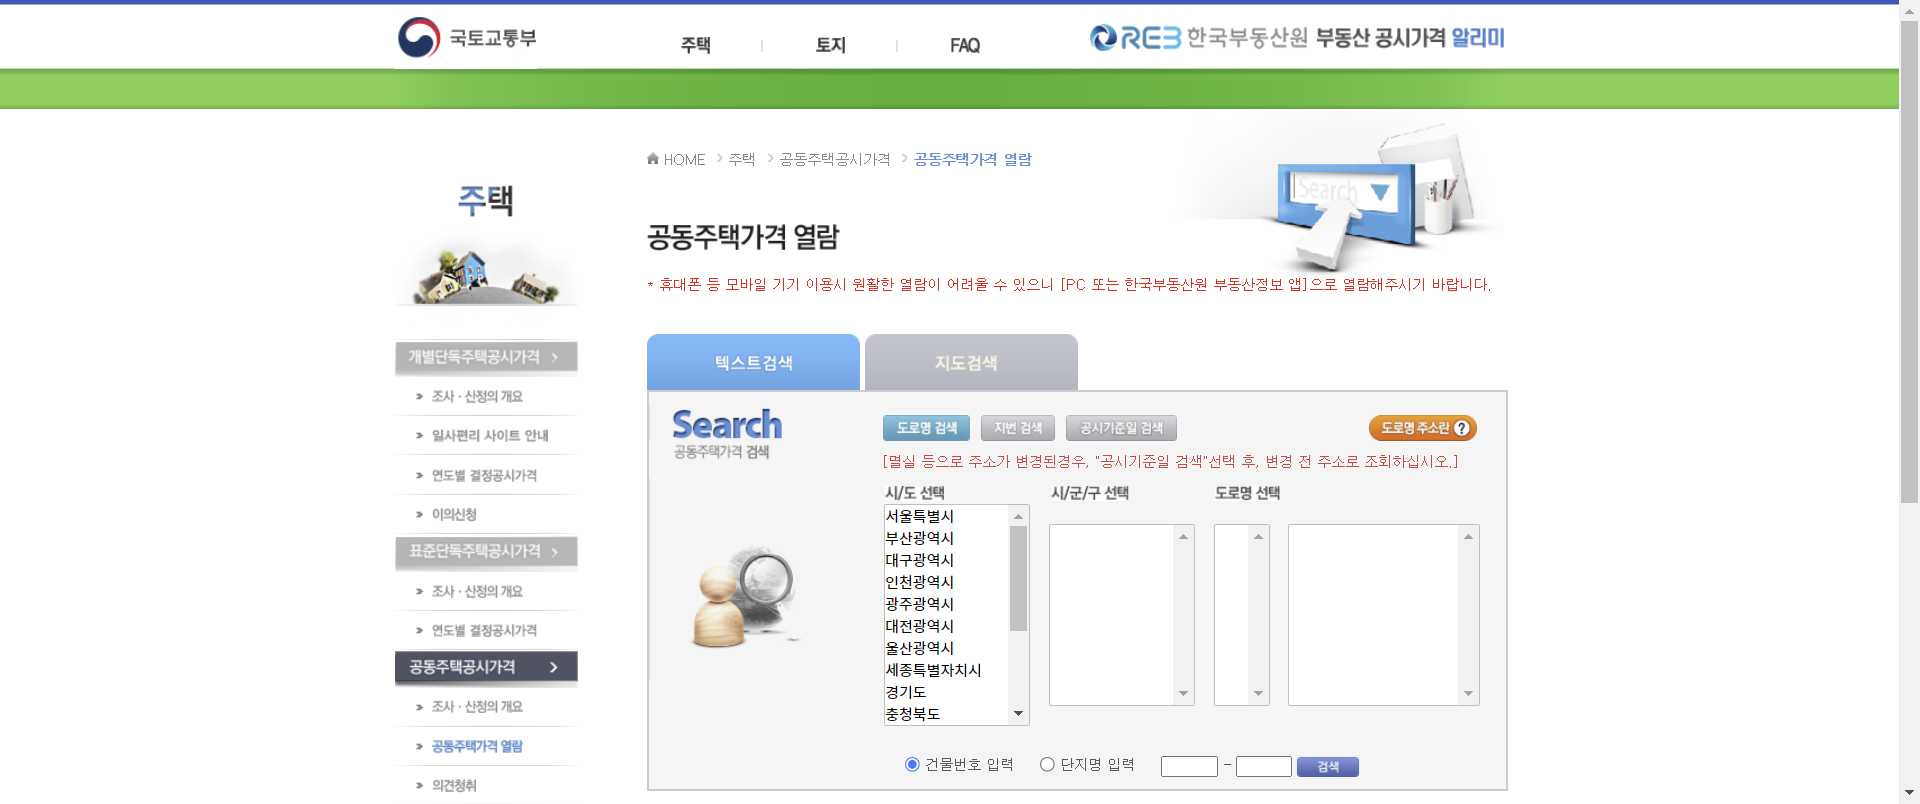 국토교통부
주택
토지
FAQ
REB 한국부동산원 부동산 공시가격 알리미
HOME > 주택 > 공동주택공시가격 > 공동주택가격 열람
주택
Search
공동주택가격 열람
* 휴대폰 등 모바일 기기 이용시 원활한 열람이 어려울 수 있으니 [PC 또는 한국부동산원 부동산정보 앱]으로 열람해주시기 바랍니다.
개별단독주택공시가격
조사·산정의 개요
일사편리 사이트 안내
연도별 결정공시가격
이의신청
표준단독주택공시가격
조사·산정의 개요
연도별 결정공시가격
공동주택공시가격
조사·산정의 개요
공동주택가격 열람
의견청취
텍스트검색
지도검색
Search
공동주택가격 검색
도로명 검색
지번 검색
공시기준일 검색
도로명 주소란 ?
[멸실 등으로 주소가 변경된경우, "공시기준일 검색"선택 후, 변경 전 주소로 조회하십시오.]
시/도 선택
시/군/구 선택
도로명 선택
서울특별시
부산광역시
대구광역시
인천광역시
광주광역시
대전광역시
울산광역시
세종특별자치시
경기도
충청북도
건물번호 입력
단지명 입력
-
검색